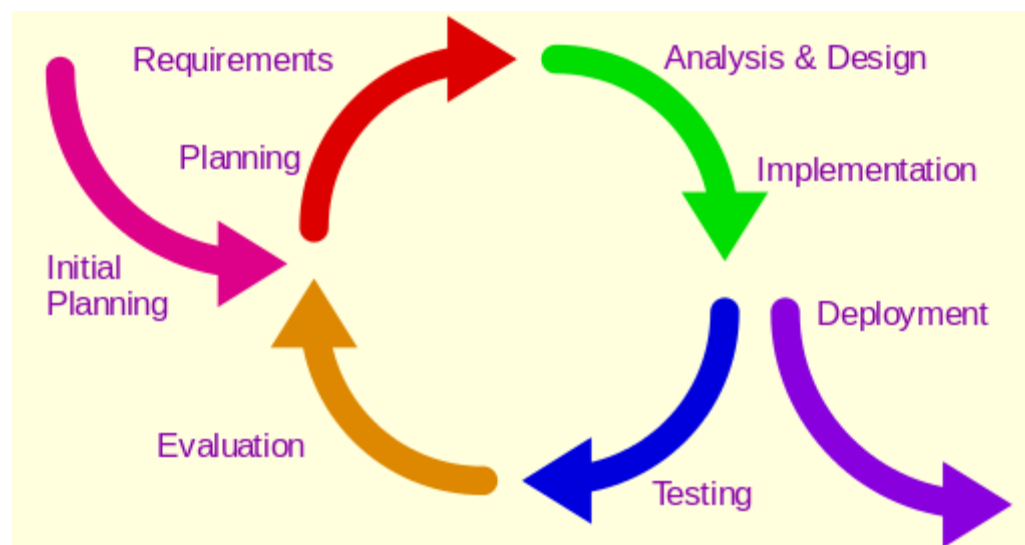 Requirements
Analysis & Design
Planning
Implementation
Initial
Planning
Deployment
Evaluation
Testing